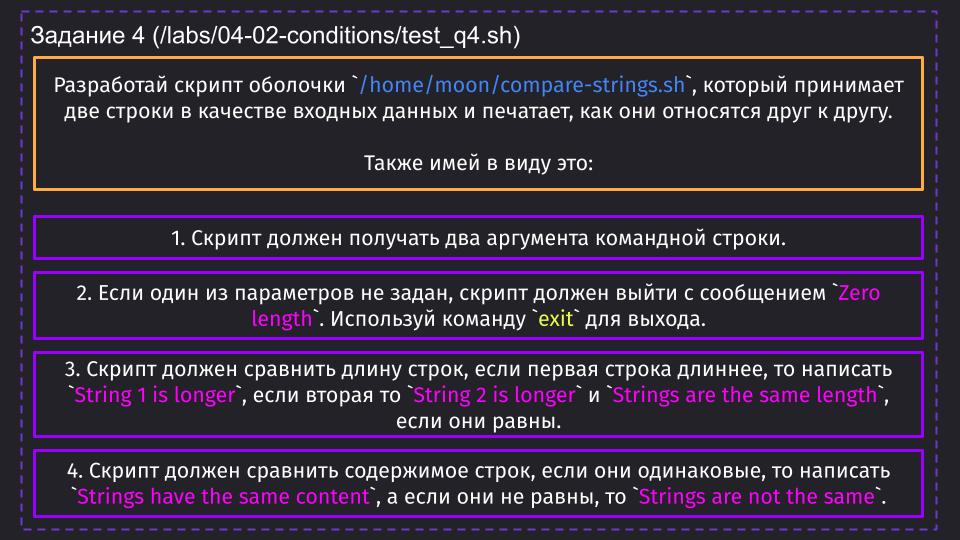 Задание 4 (/labs/04-02-conditions/test_q4.sh)
Разработай скрипт оболочки `/home/moon/compare-strings.sh`, который принимает
две строки в качестве входных данных и печатает, как они относятся друг к другу.
Также имей в виду это:
1. Скрипт должен получать два аргумента командной строки.
2. Если один из параметров не задан, скрипт должен выйти с сообщением `Zero
length`. Используй команду `exit` для выхода.
3. Скрипт должен сравнить длину строк, если первая строка длиннее, то написать
`String 1 is longer`, если вторая то `String 2 is longer` и `Strings are the same length`,
если они равны.
4. Скрипт должен сравнить содержимое строк, если они одинаковые, то написать
`Strings have the same content`, а если они не равны, то `Strings are not the same`.